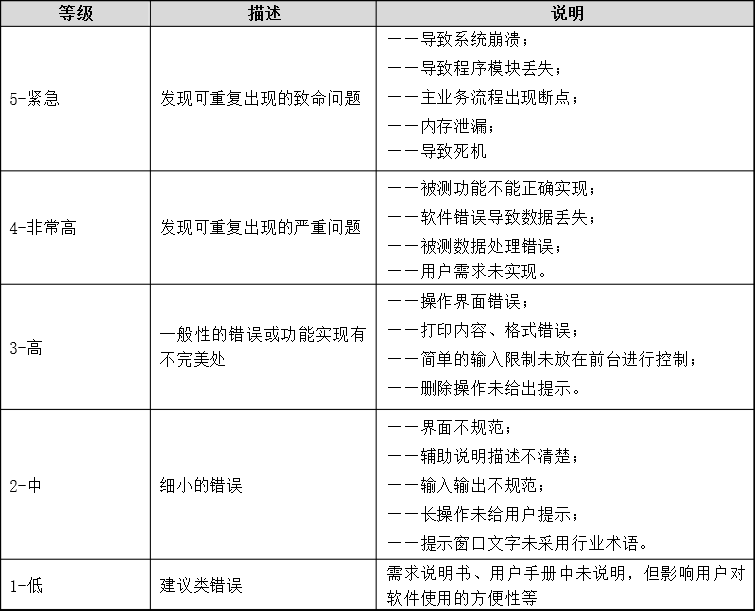 等级 描述 说明
5-紧急 发现可重复出现的致命问题
——导致系统崩溃；
——导致程序模块丢失；
——主业务流程出现断点；
——内存泄漏；
——导致死机
4-非常高 发现可重复出现的严重问题
——被测功能不能正确实现；
——软件错误导致数据丢失；
——被测数据处理错误；
——用户需求未实现。
3-高 一般性的错误或功能实现有
不完美处
——操作界面错误；
——打印内容、格式错误；
——简单的输入限制未放在前台进行控制；
——删除操作未给出提示。
2-中 细小的错误
——界面不规范；
——辅助说明描述不清楚；
——输入输出不规范；
——长操作未给用户提示；
——提示窗口文字未采用行业术语。
1-低 建议类错误
需求说明书、用户手册中未说明，但影响用户对
软件使用的方便性等